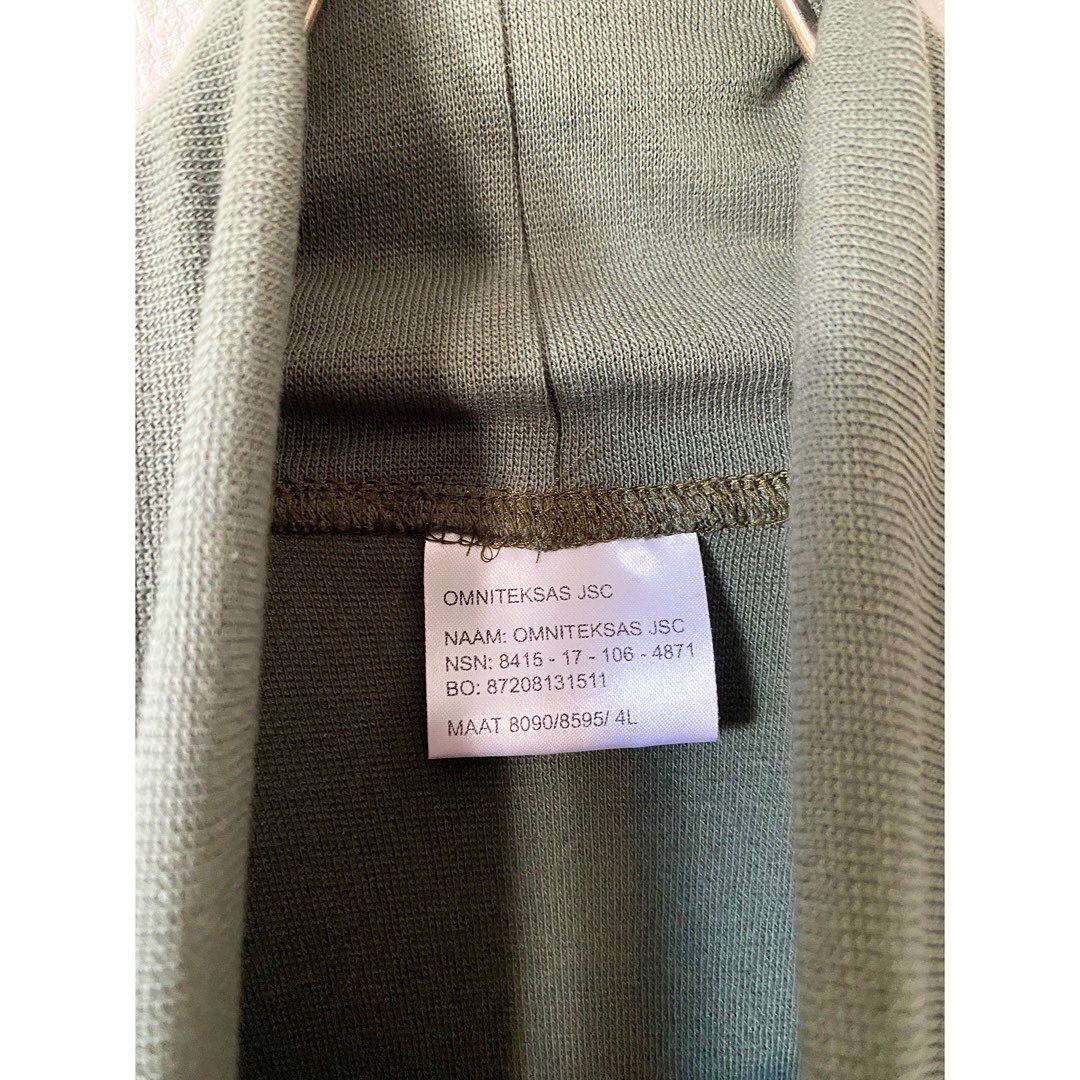 OMNITEKSAS JSC
NAAM: OMNITEKSAS JSC
NSN: 8415 - 17 - 106 - 4871
BO: 87208131511
MAAT 8090/8595/ 4L